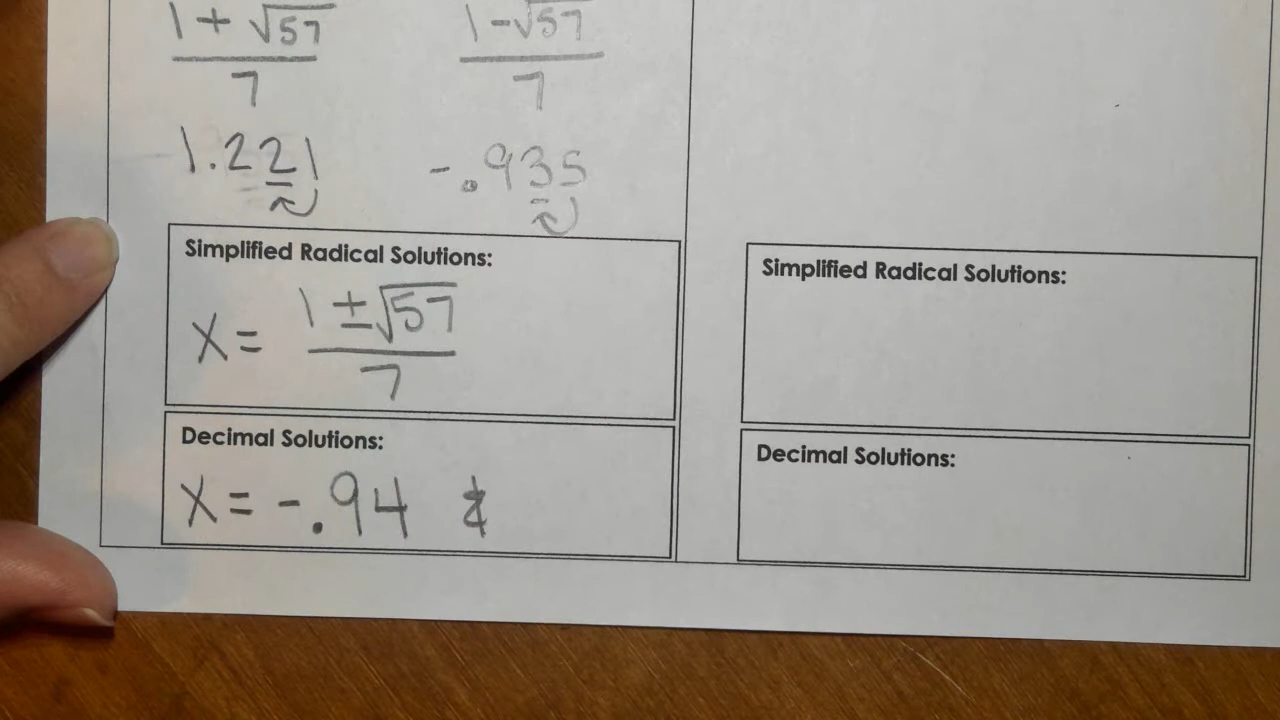 1 + √57 / 7
1 - √57 / 7
1.221
-.935
Simplified Radical Solutions:
x = 1 ± √57 / 7
Decimal Solutions:
x = -.94 &
Simplified Radical Solutions:
Decimal Solutions: